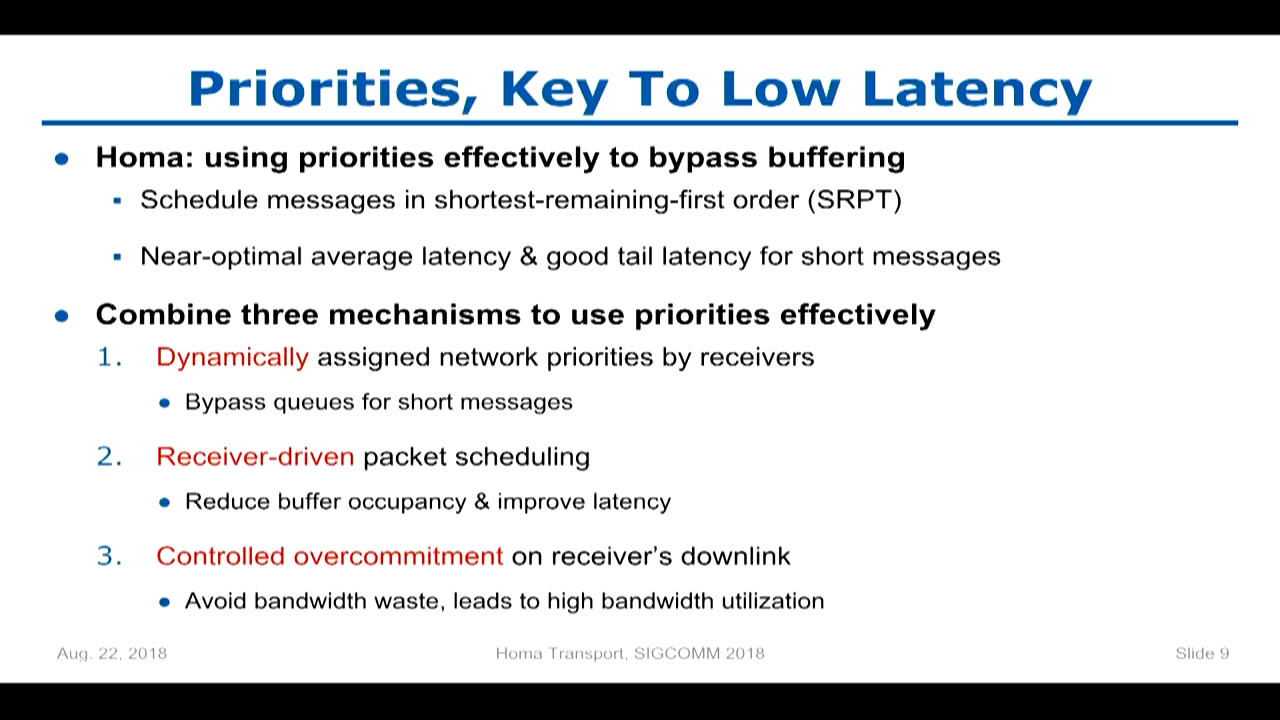 Priorities, Key To Low Latency
● Homa: using priorities effectively to bypass buffering
▪ Schedule messages in shortest-remaining-first order (SRPT)
▪ Near-optimal average latency & good tail latency for short messages
● Combine three mechanisms to use priorities effectively
1. Dynamically assigned network priorities by receivers
● Bypass queues for short messages
2. Receiver-driven packet scheduling
● Reduce buffer occupancy & improve latency
3. Controlled overcommitment on receiver’s downlink
● Avoid bandwidth waste, leads to high bandwidth utilization
Aug. 22, 2018 Homa Transport, SIGCOMM 2018 Slide 9